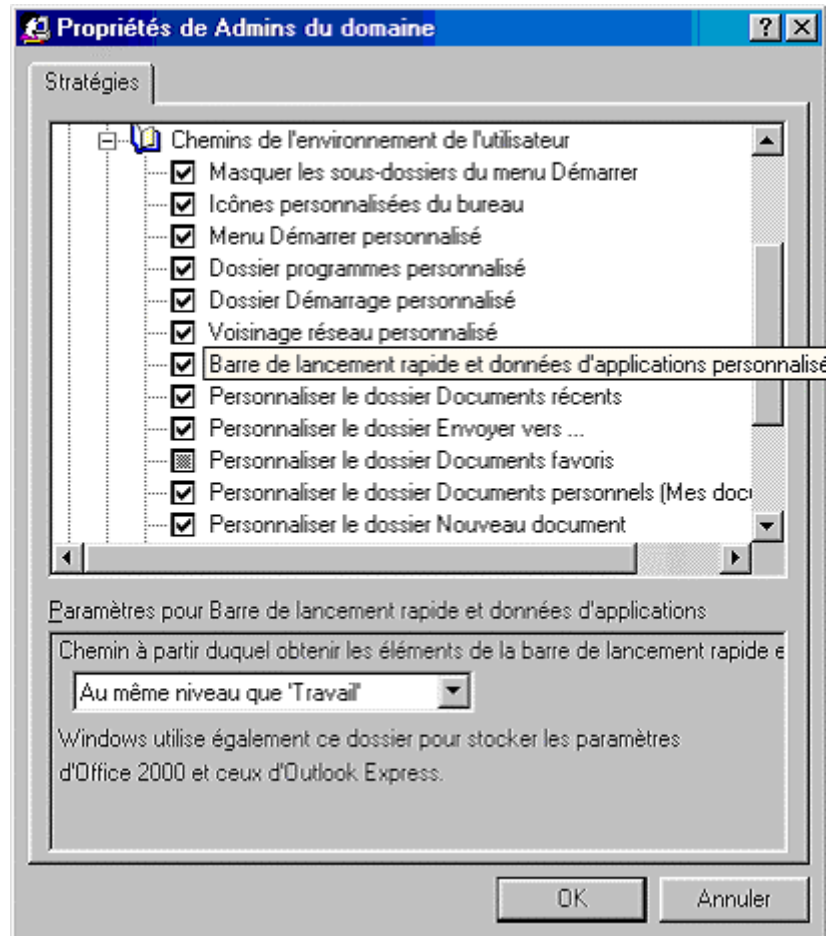 Propriétés de Admins du domaine
Stratégies
Chemins de l'environnement de l'utilisateur
Masquer les sous-dossiers du menu Démarrer
Icônes personnalisées du bureau
Menu Démarrer personnalisé
Dossier programmes personnalisé
Dossier Démarrage personnalisé
Voisinage réseau personnalisé
Barre de lancement rapide et données d'applications personnalisé
Personnaliser le dossier Documents récents
Personnaliser le dossier Envoyer vers ...
Personnaliser le dossier Documents favoris
Personnaliser le dossier Documents personnels (Mes docu
Personnaliser le dossier Nouveau document
Paramètres pour Barre de lancement rapide et données d'applications
Chemin à partir duquel obtenir les éléments de la barre de lancement rapide e
Au même niveau que 'Travail'
Windows utilise également ce dossier pour stocker les paramètres
d'Office 2000 et ceux d'Outlook Express.
OK
Annuler